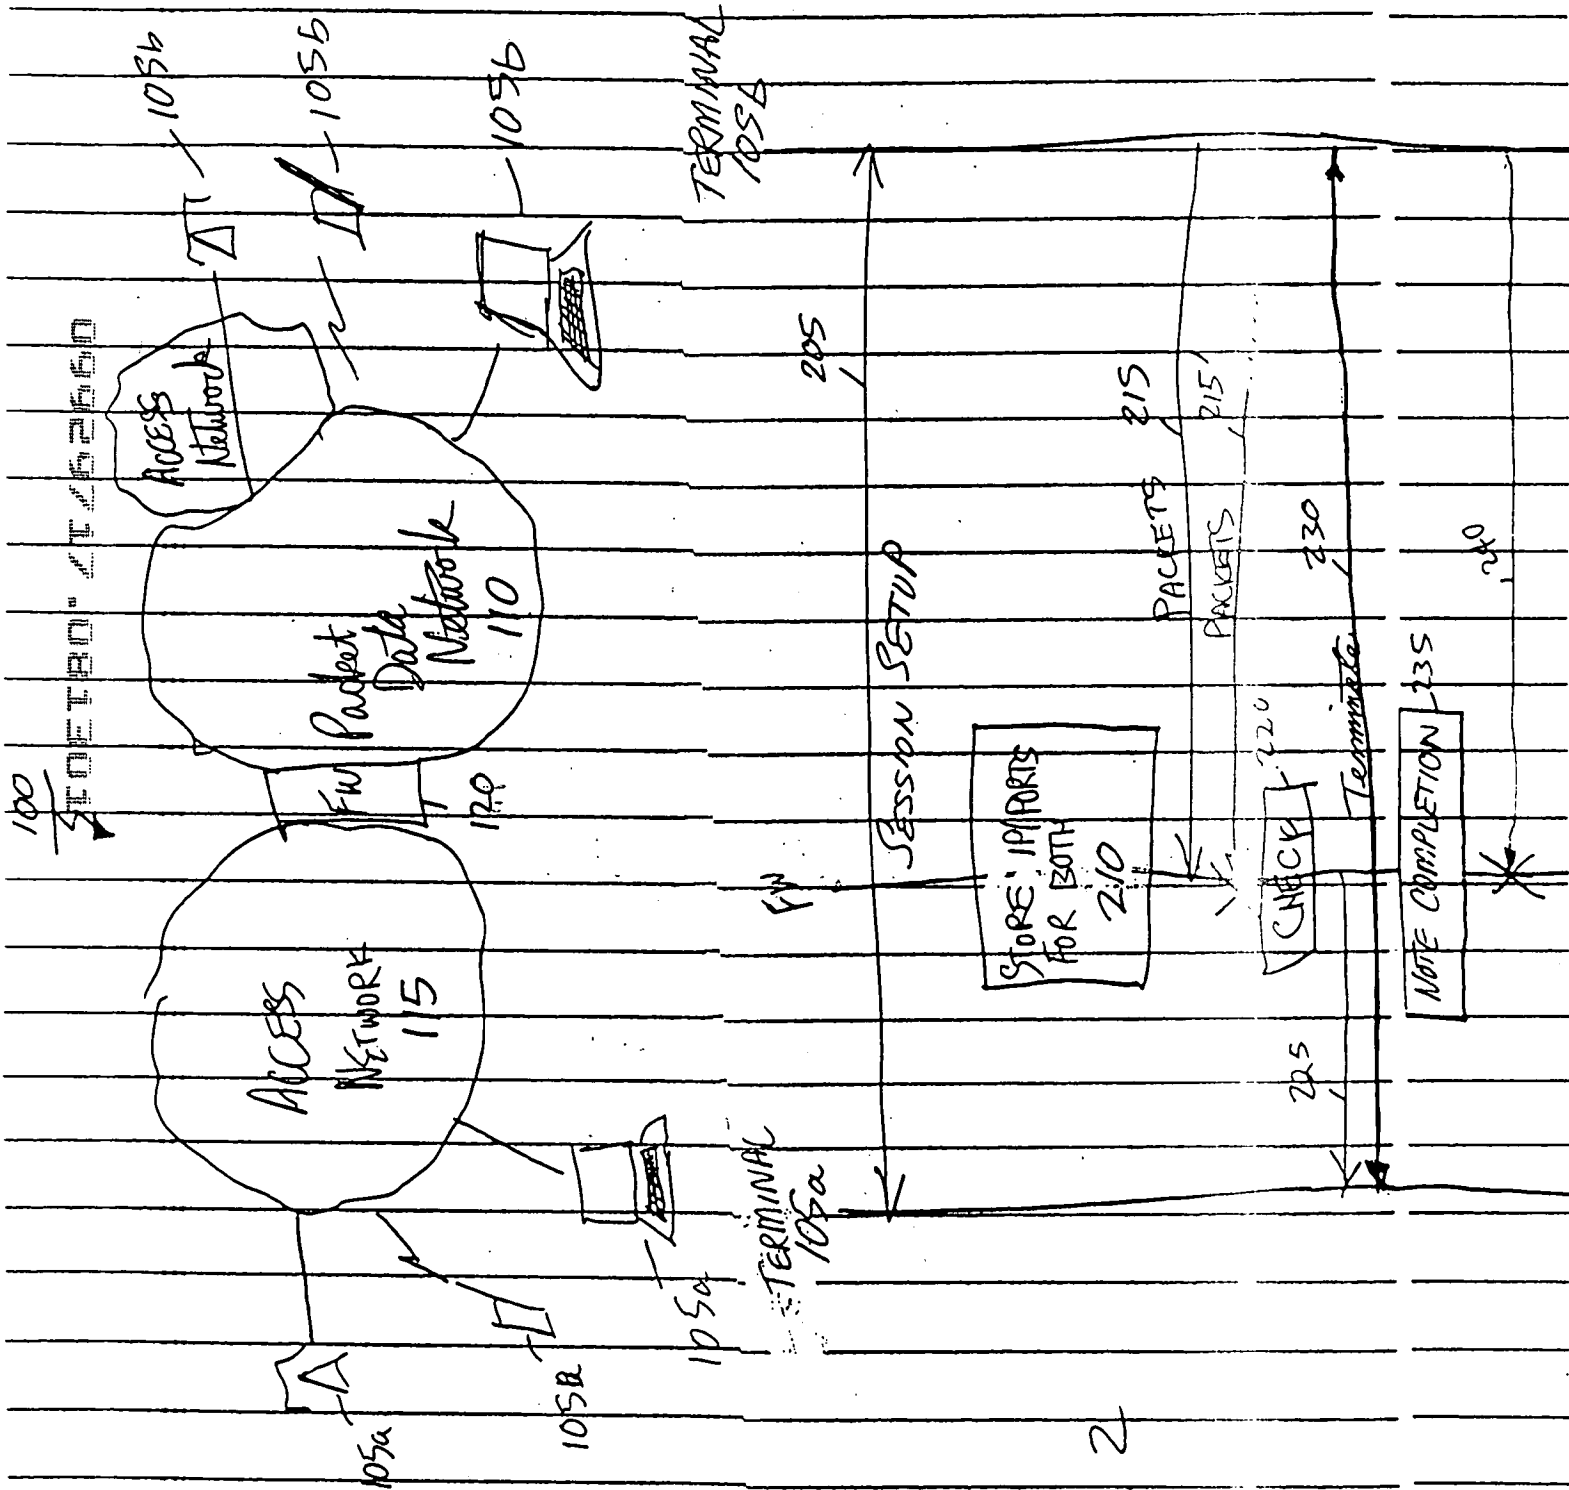 100
105a
105a
105a
ACCESS
NETWORK
115
FW
120
Packet
Data
Network
110
Access
Network
105b
105b
105b
TERMINAL
105a
FW
TERMINAL
105b
205
SESSION SETUP
STORE IP/PORTS
FOR BOTH
210
PACKETS 215
PACKETS 215'
CHECK 220
225
Terminate 230
NOTE COMPLETION 235
240
2